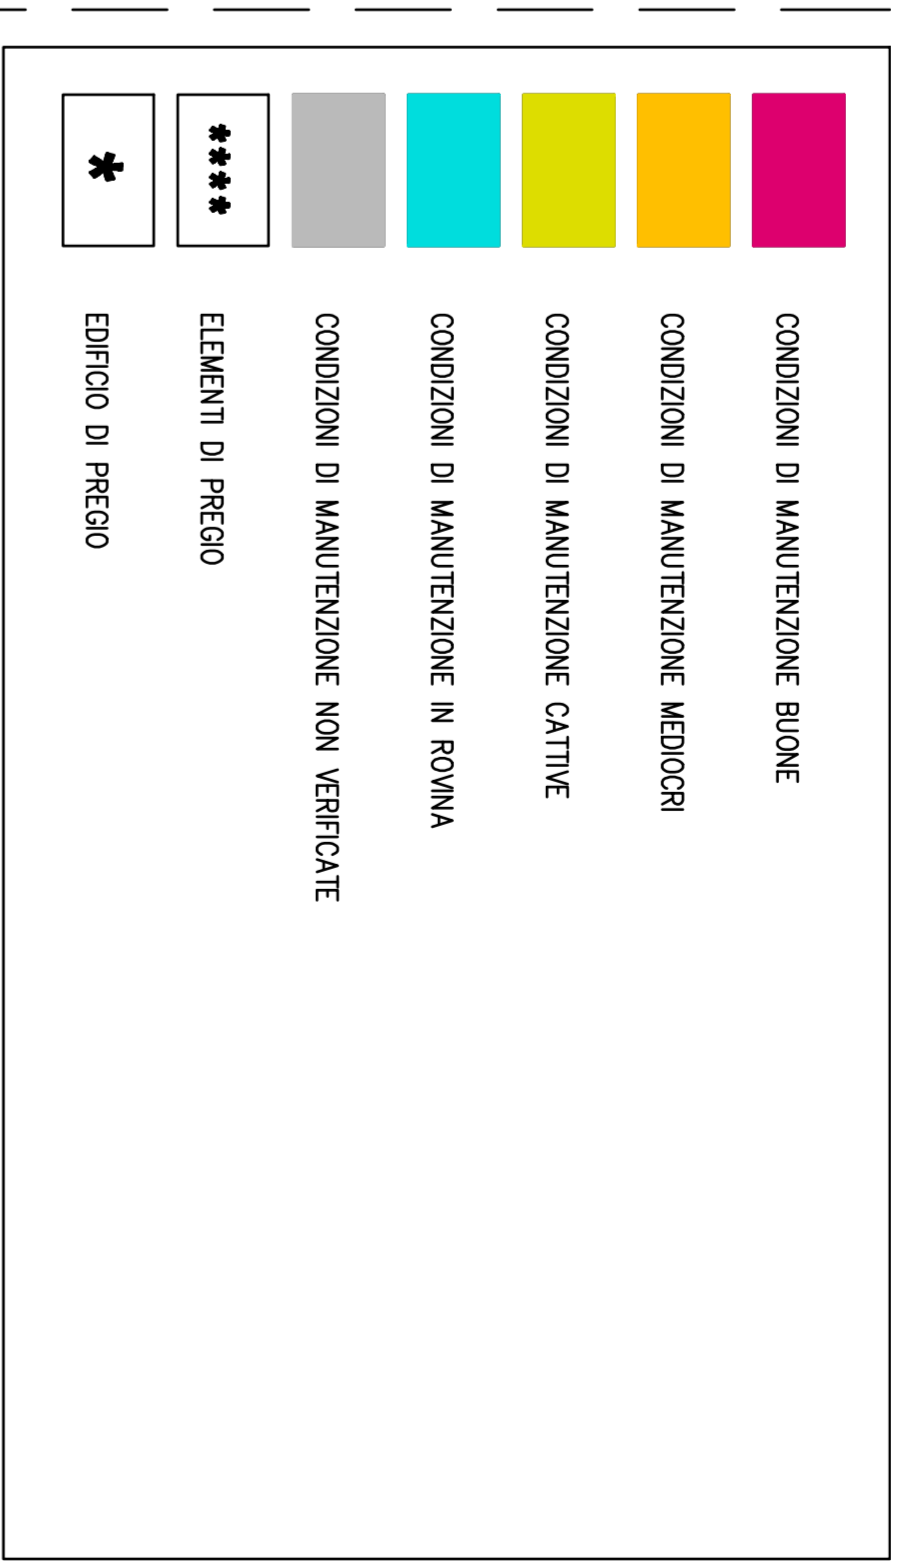 CONDIZIONI DI MANUTENZIONE BUONE
CONDIZIONI DI MANUTENZIONE MEDIOCRI
CONDIZIONI DI MANUTENZIONE CATTIVE
CONDIZIONI DI MANUTENZIONE IN ROVINA
CONDIZIONI DI MANUTENZIONE NON VERIFICATE
**** ELEMENTI DI PREGIO
* EDIFICIO DI PREGIO